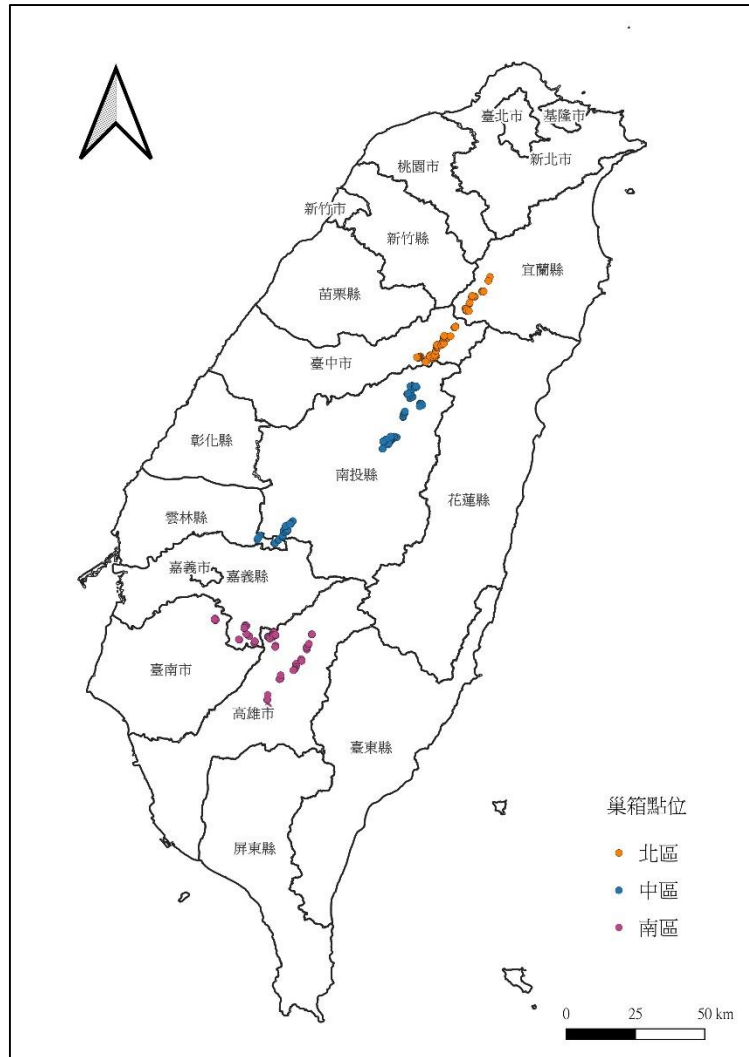 臺北市
基隆市
桃園市
新北市
新竹市
新竹縣
宜蘭縣
苗栗縣
臺中市
彰化縣
南投縣
花蓮縣
雲林縣
嘉義市
嘉義縣
臺南市
高雄市
臺東縣
屏東縣
巢箱點位
北區
中區
南區
0 25 50 km